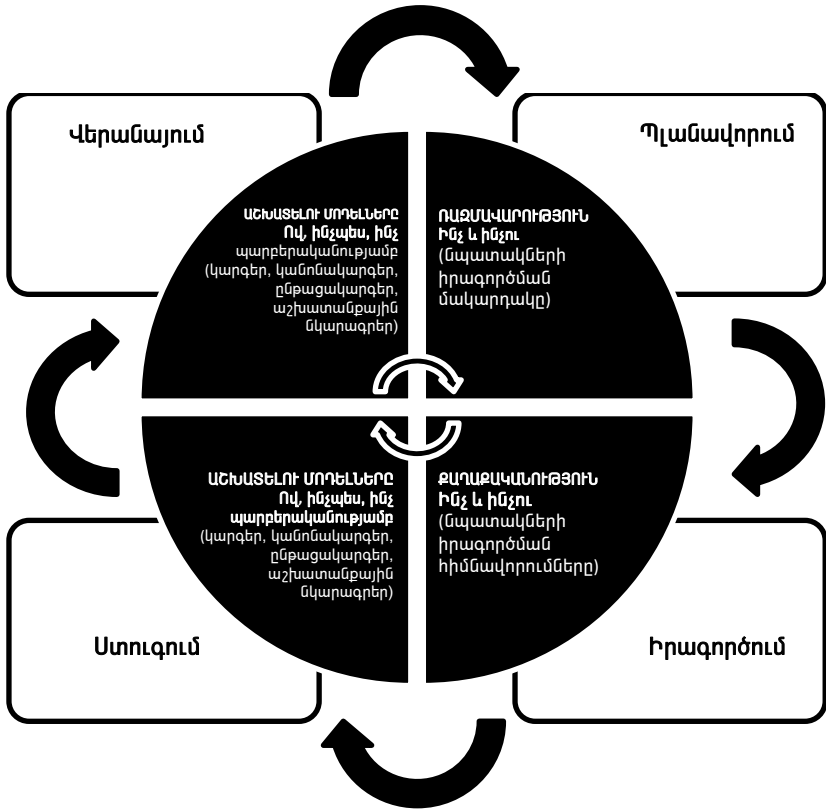 Վերանայում
Պլանավորում
ԱՇԽԱՏԵԼՈՒ ՄՈԴԵԼՆԵՐԸ
Ով, ինչպես, ինչ
պարբերականությամբ
(կարգեր, կանոնակարգեր,
ընթացակարգեր,
աշխատանքային
նկարագրեր)
ՌԱԶՄԱՎԱՐՈՒԹՅՈՒՆ
Ինչ և ինչու
(նպատակների
իրագործման
մակարդակը)
ԱՇԽԱՏԵԼՈՒ ՄՈԴԵԼՆԵՐԸ
Ով, ինչպես, ինչ
պարբերականությամբ
(կարգեր, կանոնակարգեր,
ընթացակարգեր,
աշխատանքային
նկարագրեր)
ՔԱՂԱՔԱԿԱՆՈՒԹՅՈՒՆ
Ինչ և ինչու
(նպատակների
իրագործման
հիմնավորումները)
Ստուգում
Իրագործում